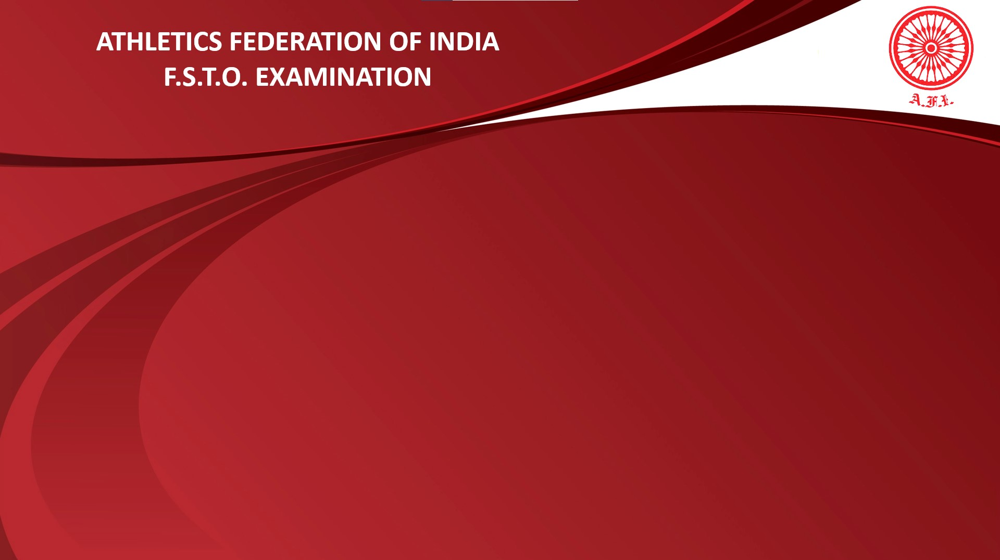 ATHLETICS FEDERATION OF INDIA
F.S.T.O. EXAMINATION
A.F.I.